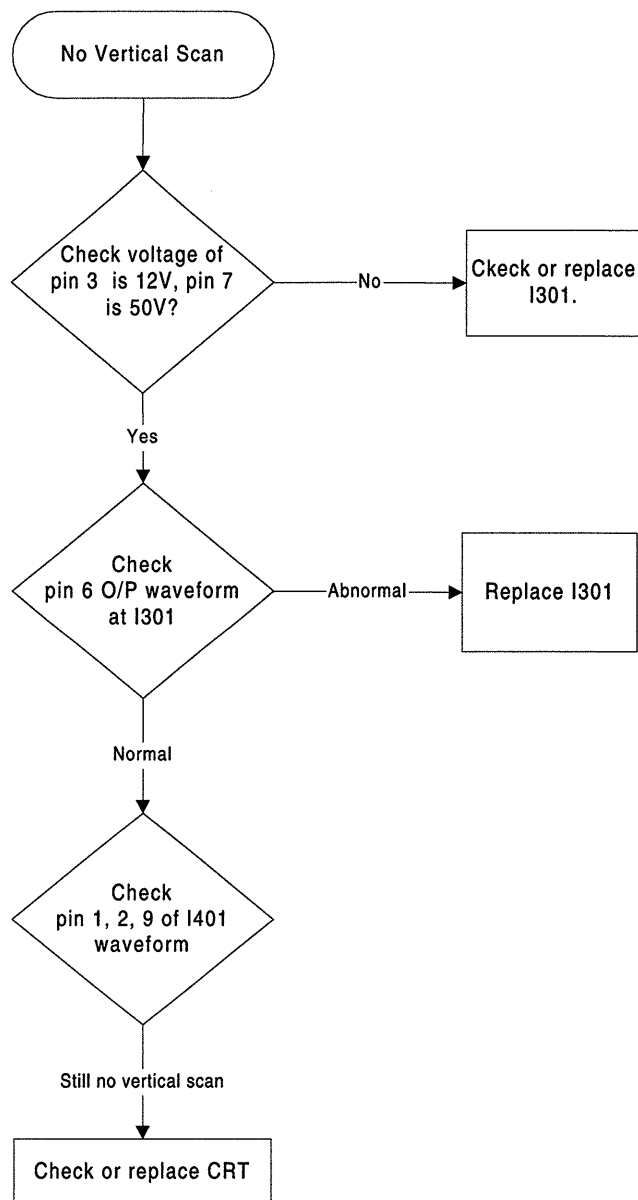 No Vertical Scan
Check voltage of
pin 3 is 12V, pin 7
is 50V?
No
Ckeck or replace
I301.
Yes
Check
pin 6 O/P waveform
at I301
Abnormal
Replace I301
Normal
Check
pin 1, 2, 9 of I401
waveform
Still no vertical scan
Check or replace CRT